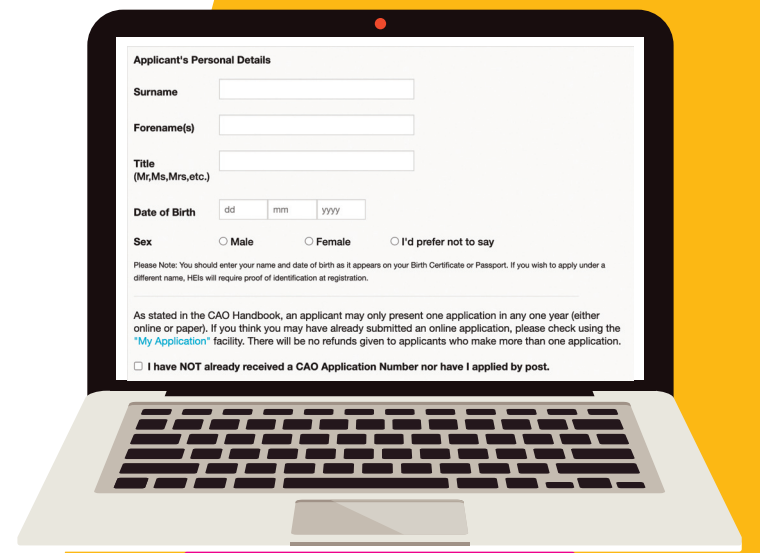 Applicant's Personal Details
Surname
Forename(s)
Title
(Mr,Ms,Mrs,etc.)
Date of Birth dd mm yyyy
Sex Male Female I'd prefer not to say
Please Note: You should enter your name and date of birth as it appears on your Birth Certificate or Passport. If you wish to apply under a
different name, HEIs will require proof of identification at registration.
As stated in the CAO Handbook, an applicant may only present one application in any one year (either
online or paper). If you think you may have already submitted an online application, please check using the
"My Application" facility. There will be no refunds given to applicants who make more than one application.
I have NOT already received a CAO Application Number nor have I applied by post.